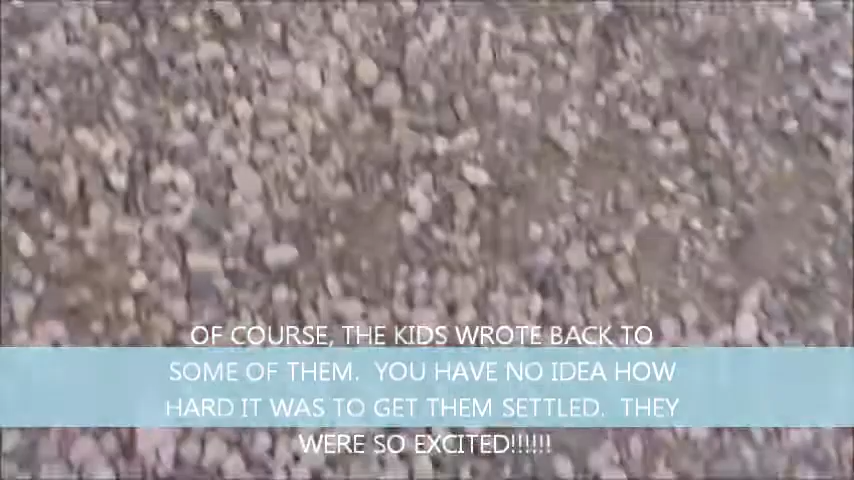 OF COURSE, THE KIDS WROTE BACK TO
SOME OF THEM.  YOU HAVE NO IDEA HOW
HARD IT WAS TO GET THEM SETTLED.  THEY
WERE SO EXCITED!!!!!!